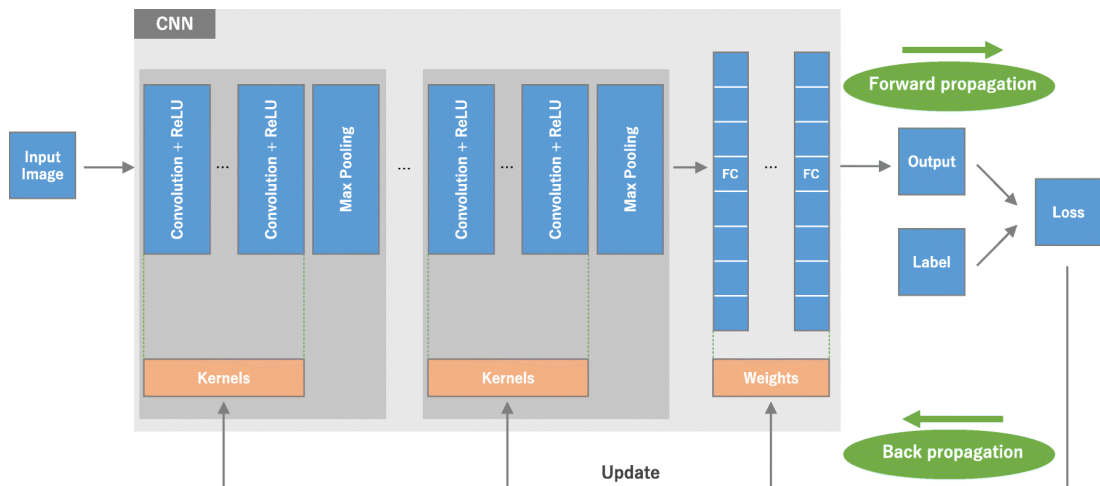 CNN
Forward propagation
Input
Image
Convolution + ReLU
...
Convolution + ReLU
Max Pooling
...
Convolution + ReLU
...
Convolution + ReLU
Max Pooling
FC
...
FC
Output
Label
Loss
Kernels
Kernels
Weights
Back propagation
Update